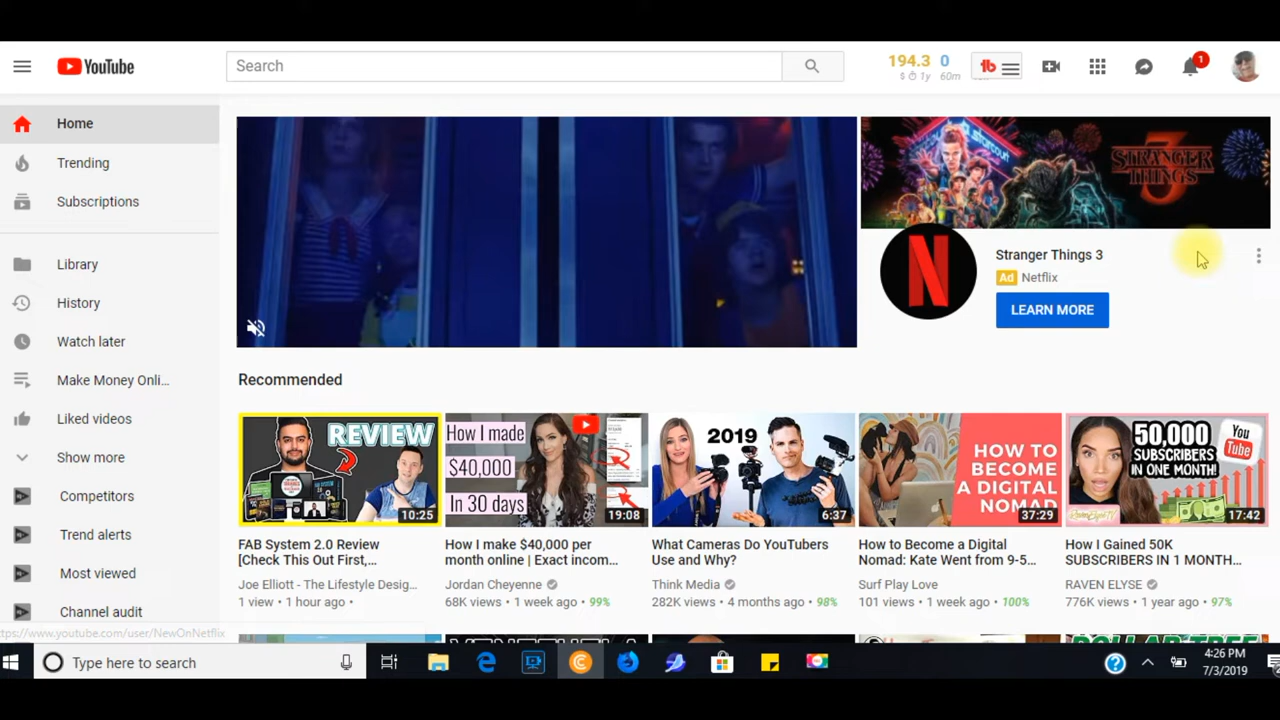 YouTube
Search
194.3 0
$ 1y 60m
tb
1
Home
Trending
Subscriptions
Library
History
Watch later
Make Money Onli...
Liked videos
Show more
Competitors
Trend alerts
Most viewed
Channel audit
starcourt
STRANGER
THINGS
3
N
Stranger Things 3
Ad Netflix
LEARN MORE
Recommended
REVIEW
10:25
FAB System 2.0 Review
[Check This Out First,...
Joe Elliott - The Lifestyle Desig...
1 view • 1 hour ago •
How I made
$40,000
In 30 days
19:08
How I make $40,000 per
month online | Exact incom...
Jordan Cheyenne
68K views • 1 week ago • 99%
2019
6:37
What Cameras Do YouTubers
Use and Why?
Think Media
282K views • 4 months ago • 98%
HOW TO
BECOME
A DIGITAL
NOMAD
37:29
How to Become a Digital
Nomad: Kate Went from 9-5...
Surf Play Love
101 views • 1 week ago • 100%
50,000
SUBSCRIBERS
IN ONE MONTH!
You
Tube
17:42
How I Gained 50K
SUBSCRIBERS IN 1 MONTH...
RAVEN ELYSE
776K views • 1 year ago • 97%
ttps://www.youtube.com/user/NewOnNetflix
DOLLAR TREE
Type here to search
4:26 PM
7/3/2019